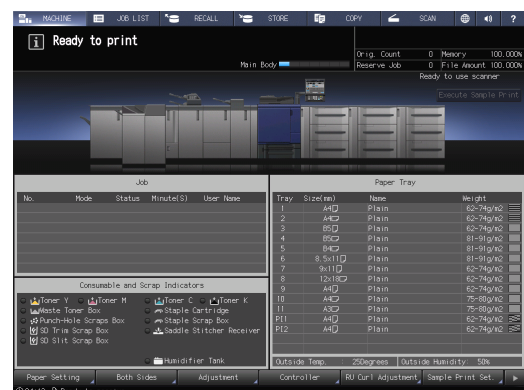 MACHINE JOB LIST RECALL STORE COPY SCAN ?
Ready to print
Main Body
Orig. Count 0 Memory 100.000%
Reserve Job 0 File Amount 100.000%
Ready to use scanner
Execute Sample Print
Job
No. Mode Status Minute(S) User Name
Consumable and Scrap Indicators
Toner Y Toner M Toner C Toner K
Waste Toner Box Staple Cartridge
Punch-Hole Scraps Box Staple Scrap Box
SD Trim Scrap Box Saddle Stitcher Receiver
SD Slit Scrap Box
Humidifier Tank
Paper Tray
Tray Size(mm) Name Weight
1 A4 Plain 62-74g/m2
2 A4 Plain 62-74g/m2
3 B5 Plain 62-74g/m2
4 B5 Plain 81-91g/m2
5 B4 Plain 81-91g/m2
6 8.5x11 Plain 62-74g/m2
7 9x11 Plain 62-74g/m2
8 12x18 Plain 62-74g/m2
9 A4 Plain 62-74g/m2
10 A4 Plain 75-80g/m2
11 A3 Plain 75-80g/m2
PI1 A4 Plain 62-74g/m2
PI2 A4 Plain 62-74g/m2
Outside Temp. : 25Degrees Outside Humidity: 50%
Paper Setting Both Sides Adjustment Controller RU Curl Adjustment Sample Print Set.